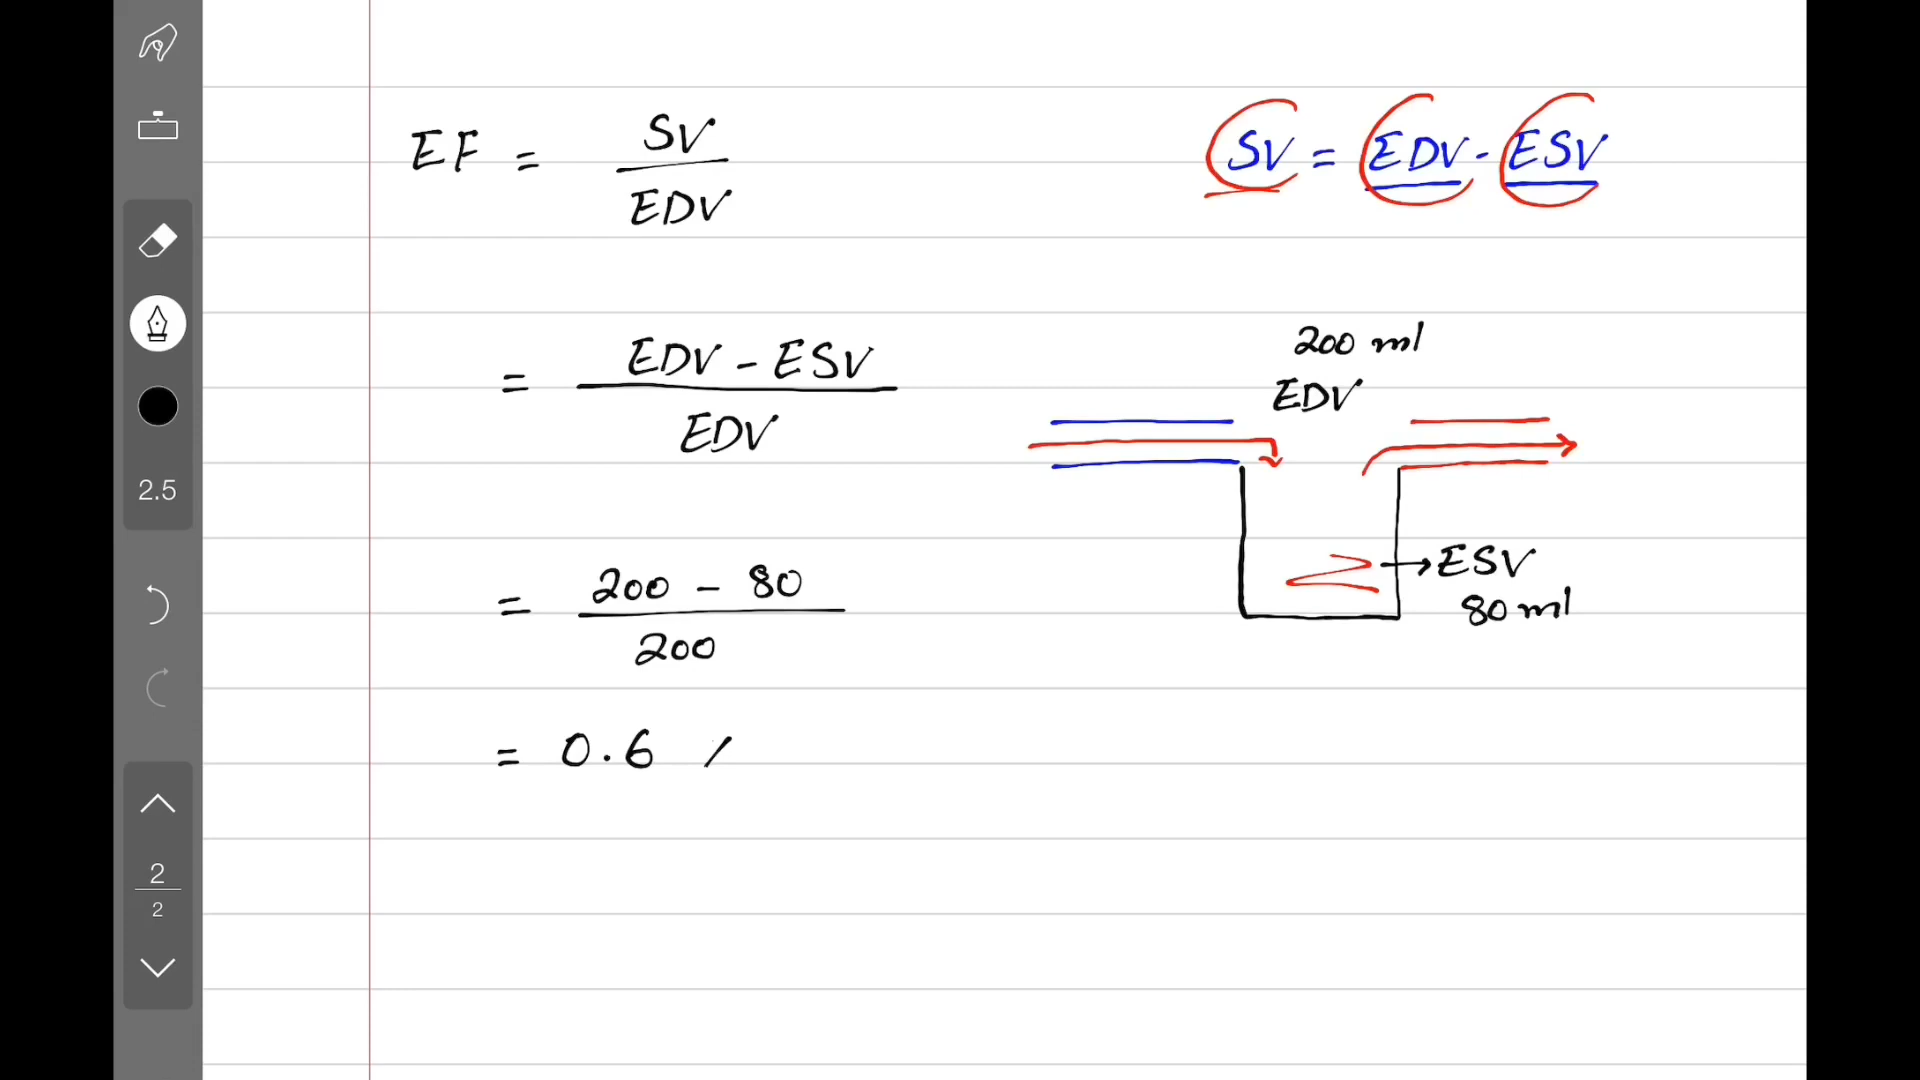 EF = SV / EDV
SV = EDV - ESV
= EDV - ESV / EDV
200 ml
EDV
= 200 - 80 / 200
→ ESV
80 ml
= 0.6 /
2.5
2
2